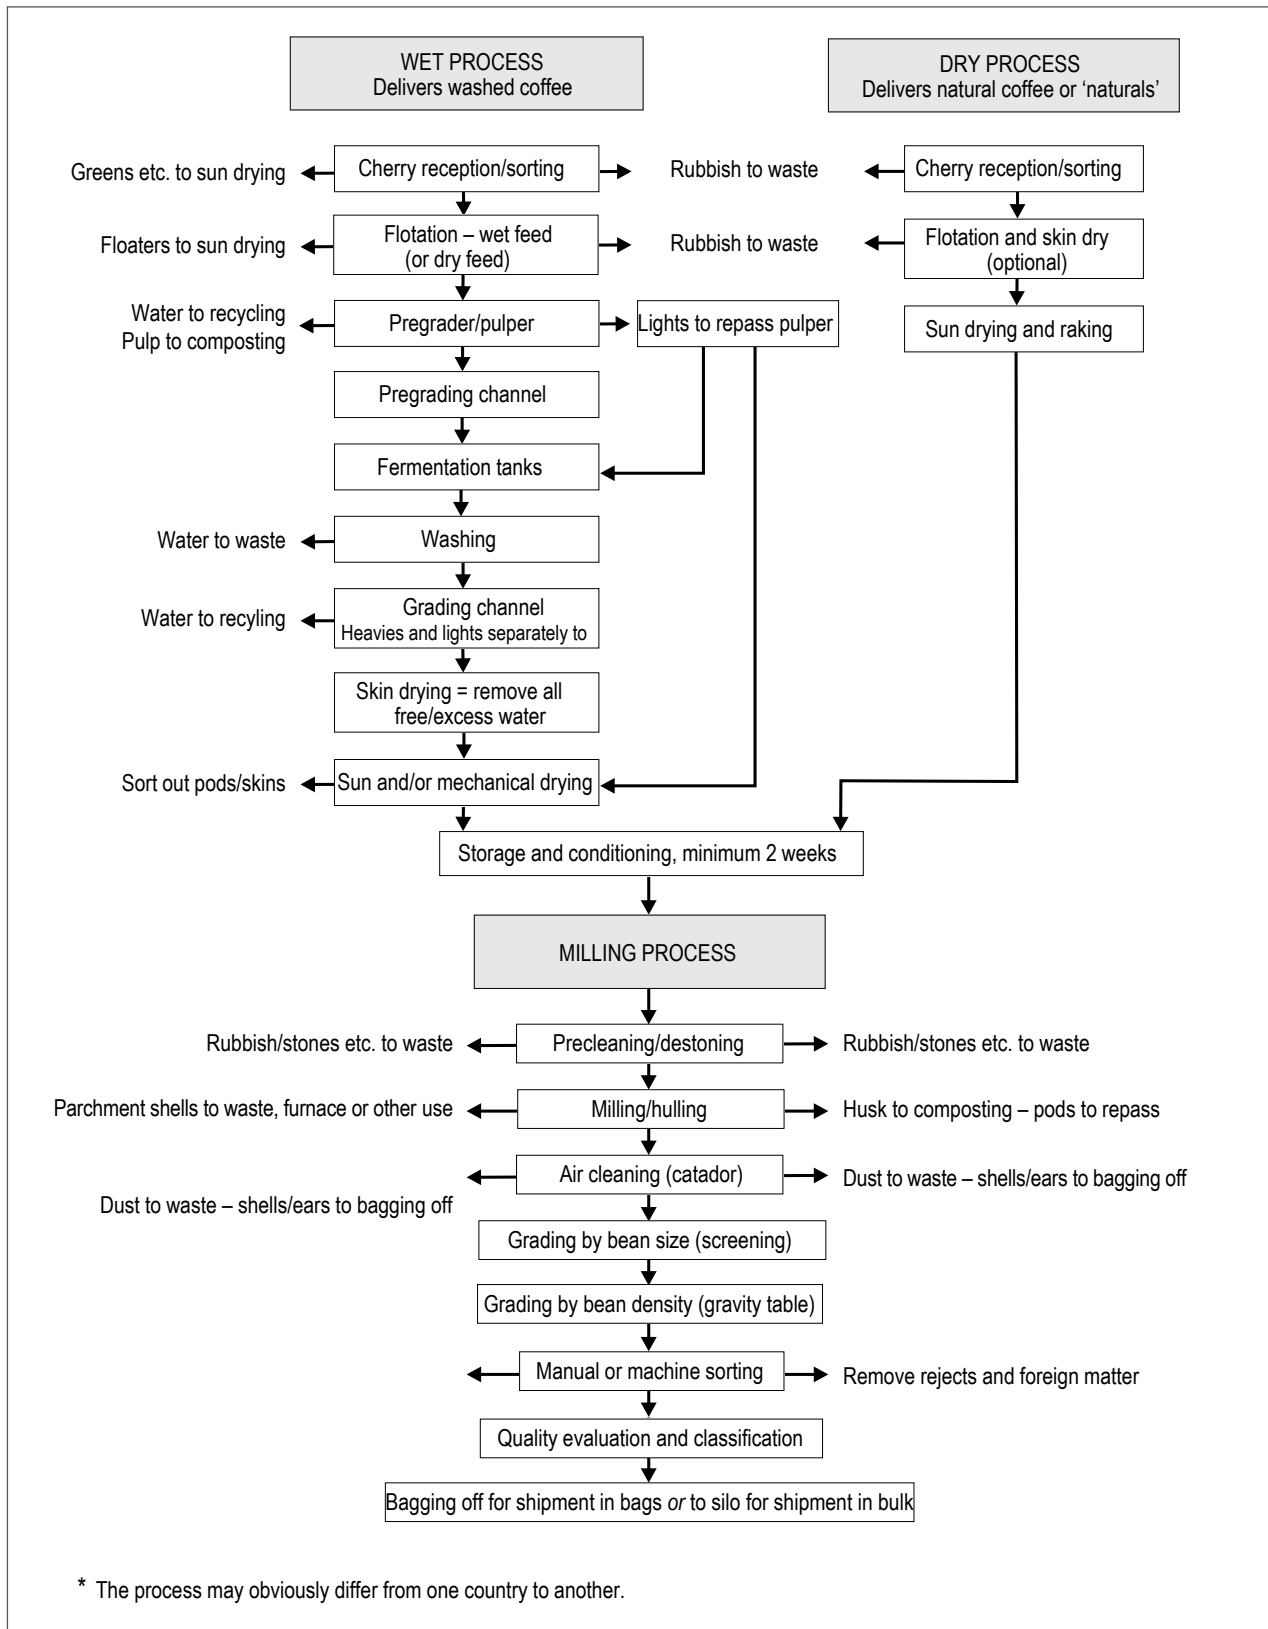 WET PROCESS
Delivers washed coffee
DRY PROCESS
Delivers natural coffee or ‘naturals’
Greens etc. to sun drying
Cherry reception/sorting
Rubbish to waste
Cherry reception/sorting
Floaters to sun drying
Flotation – wet feed
(or dry feed)
Rubbish to waste
Flotation and skin dry
(optional)
Water to recycling
Pulp to composting
Pregrader/pulper
Lights to repass pulper
Sun drying and raking
Pregrading channel
Fermentation tanks
Water to waste
Washing
Water to recyling
Grading channel
Heavies and lights separately to
Skin drying = remove all
free/excess water
Sort out pods/skins
Sun and/or mechanical drying
Storage and conditioning, minimum 2 weeks
MILLING PROCESS
Rubbish/stones etc. to waste
Precleaning/destoning
Rubbish/stones etc. to waste
Parchment shells to waste, furnace or other use
Milling/hulling
Husk to composting – pods to repass
Air cleaning (catador)
Dust to waste – shells/ears to bagging off
Dust to waste – shells/ears to bagging off
Grading by bean size (screening)
Grading by bean density (gravity table)
Manual or machine sorting
Remove rejects and foreign matter
Quality evaluation and classification
Bagging off for shipment in bags or to silo for shipment in bulk
* The process may obviously differ from one country to another.